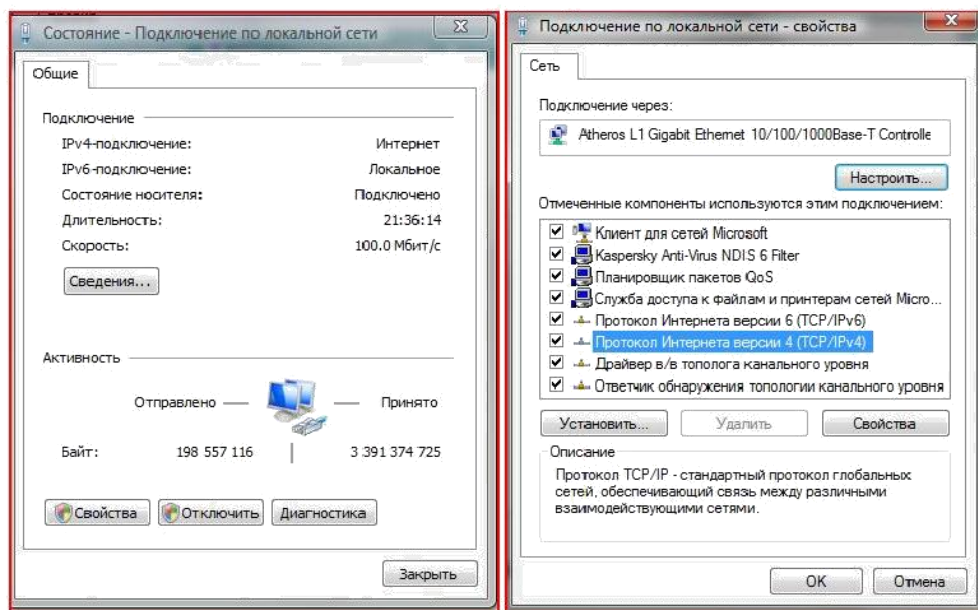 Состояние - Подключение по локальной сети
Общие
Подключение
IPv4-подключение: Интернет
IPv6-подключение: Локальное
Состояние носителя: Подключено
Длительность: 21:36:14
Скорость: 100.0 Мбит/с
Сведения...
Активность
Отправлено Принято
Байт: 198 557 116 3 391 374 725
Свойства Отключить Диагностика
Закрыть
Подключение по локальной сети - свойства
Сеть
Подключение через:
Atheros L1 Gigabit Ethernet 10/100/1000Base-T Controlle
Настроить...
Отмеченные компоненты используются этим подключением:
Клиент для сетей Microsoft
Kaspersky Anti-Virus NDIS 6 Filter
Планировщик пакетов QoS
Служба доступа к файлам и принтерам сетей Micro...
Протокол Интернета версии 6 (TCP/IPv6)
Протокол Интернета версии 4 (TCP/IPv4)
Драйвер в/в тополога канального уровня
Ответчик обнаружения топологии канального уровня
Установить... Удалить Свойства
Описание
Протокол TCP/IP - стандартный протокол глобальных
сетей, обеспечивающий связь между различными
взаимодействующими сетями.
OK Отмена